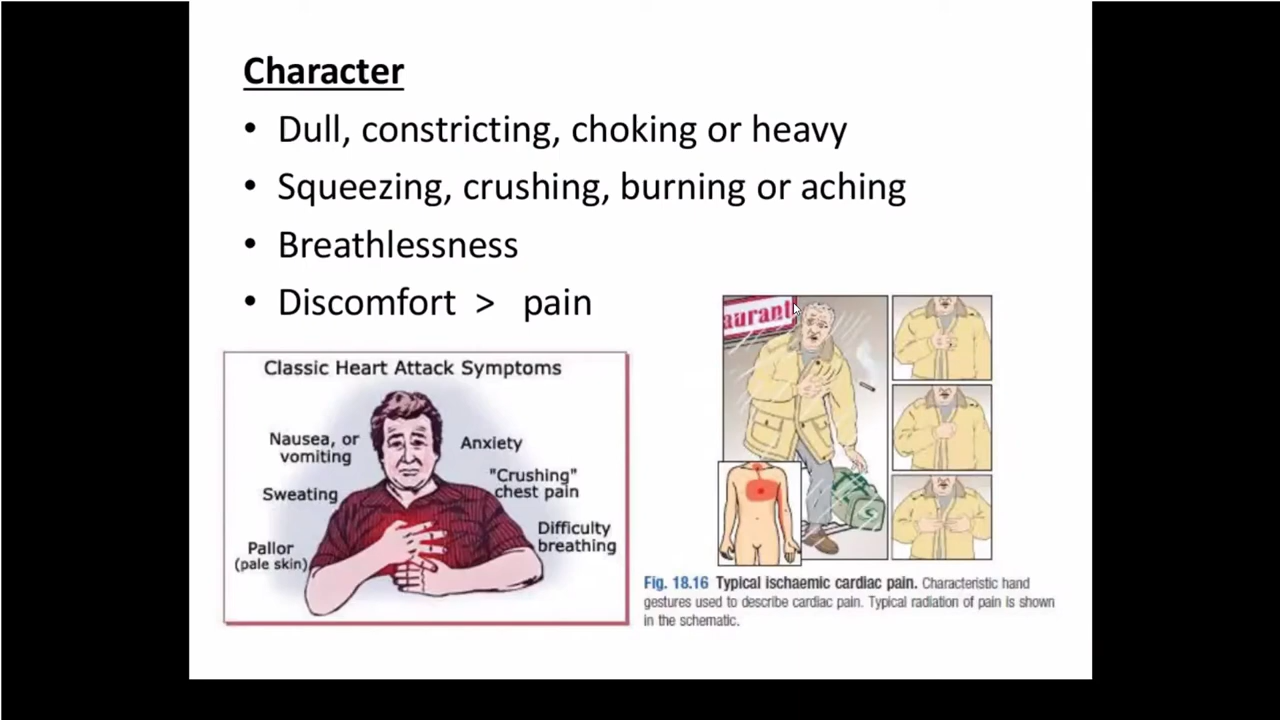 Character
• Dull, constricting, choking or heavy
• Squeezing, crushing, burning or aching
• Breathlessness
• Discomfort > pain
Classic Heart Attack Symptoms
Nausea, or
vomiting
Sweating
Pallor
(pale skin)
Anxiety
"Crushing"
chest pain
Difficulty
breathing
aurant
Fig. 18.16 Typical ischaemic cardiac pain. Characteristic hand
gestures used to describe cardiac pain. Typical radiation of pain is shown
in the schematic.